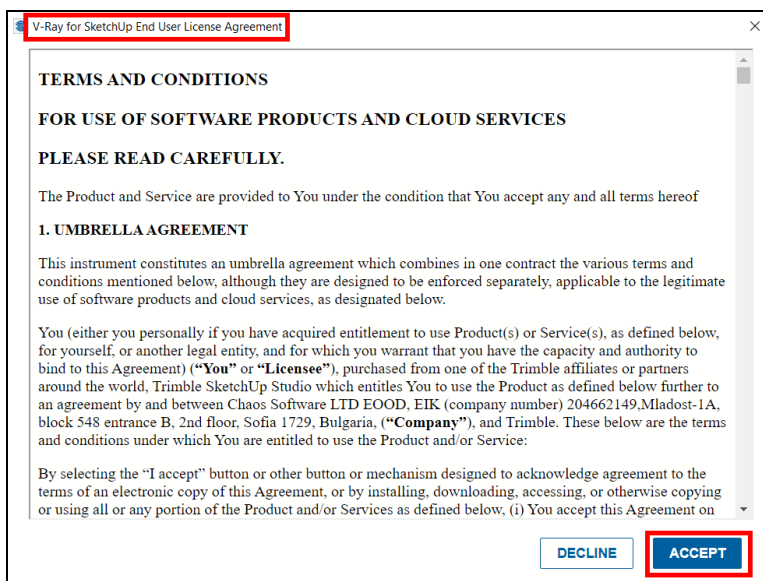 V-Ray for SketchUp End User License Agreement
TERMS AND CONDITIONS
FOR USE OF SOFTWARE PRODUCTS AND CLOUD SERVICES
PLEASE READ CAREFULLY.
The Product and Service are provided to You under the condition that You accept any and all terms hereof
1. UMBRELLA AGREEMENT
This instrument constitutes an umbrella agreement which combines in one contract the various terms and
conditions mentioned below, although they are designed to be enforced separately, applicable to the legitimate
use of software products and cloud services, as designated below.
You (either you personally if you have acquired entitlement to use Product(s) or Service(s), as defined below,
for yourself, or another legal entity, and for which you warrant that you have the capacity and authority to
bind to this Agreement) (“You” or “Licensee”), purchased from one of the Trimble affiliates or partners
around the world, Trimble SketchUp Studio which entitles You to use the Product as defined below further to
an agreement by and between Chaos Software LTD EOOD, EIK (company number) 204662149,Mladost-1A,
block 548 entrance B, 2nd floor, Sofia 1729, Bulgaria, (“Company”), and Trimble. These below are the terms
and conditions under which You are entitled to use the Product and/or Service:
By selecting the “I accept” button or other button or mechanism designed to acknowledge agreement to the
terms of an electronic copy of this Agreement, or by installing, downloading, accessing, or otherwise copying
or using all or any portion of the Product and/or Services as defined below, (i) You accept this Agreement on
DECLINE
ACCEPT